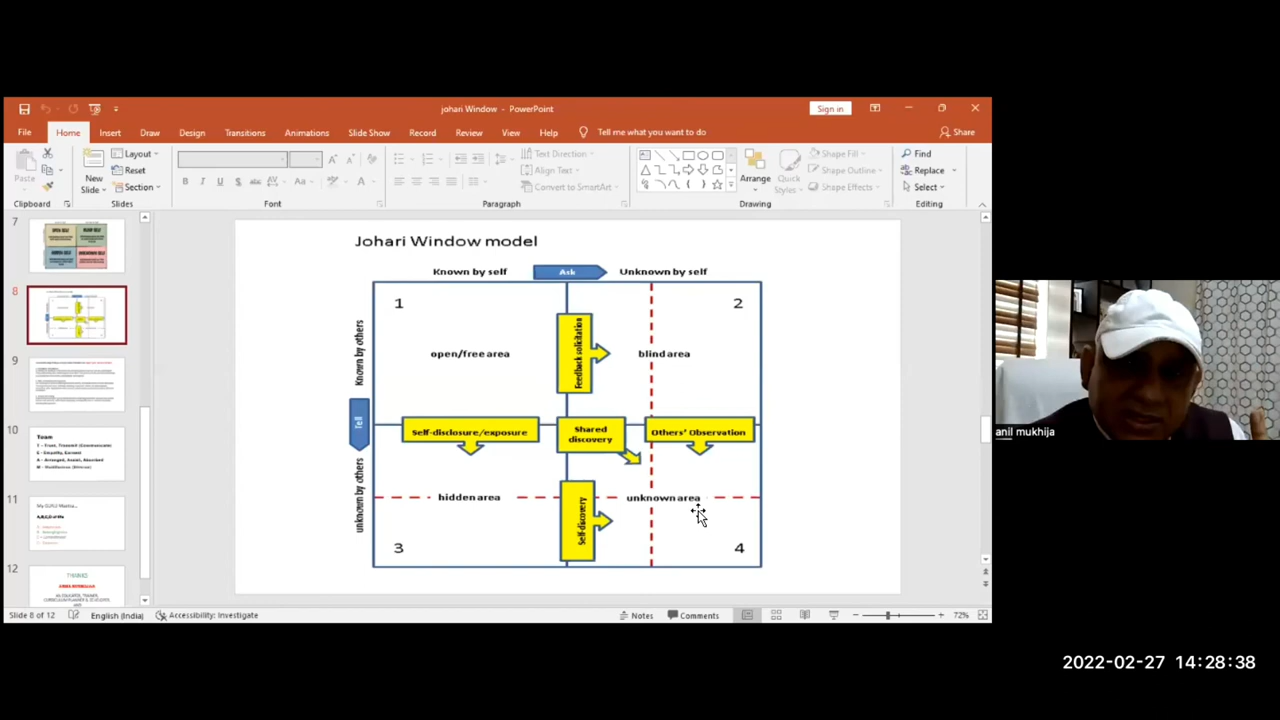 johari Window - PowerPoint
Sign in
File Home Insert Draw Design Transitions Animations Slide Show Record Review View Help Tell me what you want to do Share
Paste
Clipboard
New Slide
Layout
Reset
Section
Slides
B I U S abc AV Aa A
Font
Text Direction
Align Text
Convert to SmartArt
Paragraph
Arrange
Quick Styles
Shape Fill
Shape Outline
Shape Effects
Drawing
Find
Replace
Select
Editing
7
8
9
10
Team
11
12
Johari Window model
Known by self Ask Unknown by self
1 2
Known by others
Tell
unknown by others
open/free area
Feedback solicitation
blind area
Self-disclosure/exposure
Shared discovery
Others' Observation
hidden area
Self-discovery
unknown area
3 4
anil mukhija
Slide 8 of 12 English (India) Accessibility: Investigate Notes Comments 72%
2022-02-27 14:28:38